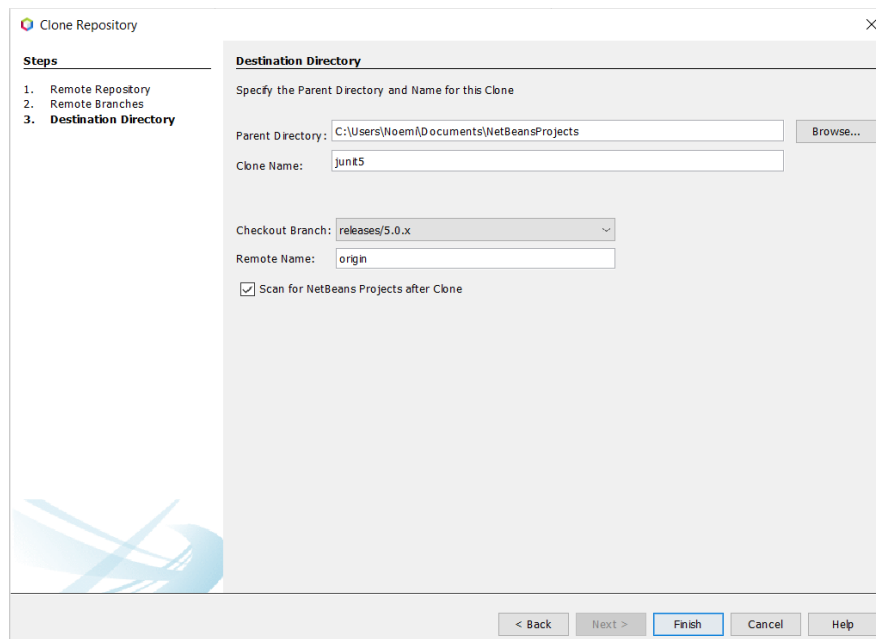 Clone Repository
Steps
1. Remote Repository
2. Remote Branches
3. Destination Directory
Destination Directory
Specify the Parent Directory and Name for this Clone
Parent Directory: C:\Users\Noemi\Documents\NetBeansProjects Browse...
Clone Name: junit5
Checkout Branch: releases/5.0.x
Remote Name: origin
Scan for NetBeans Projects after Clone
< Back Next > Finish Cancel Help